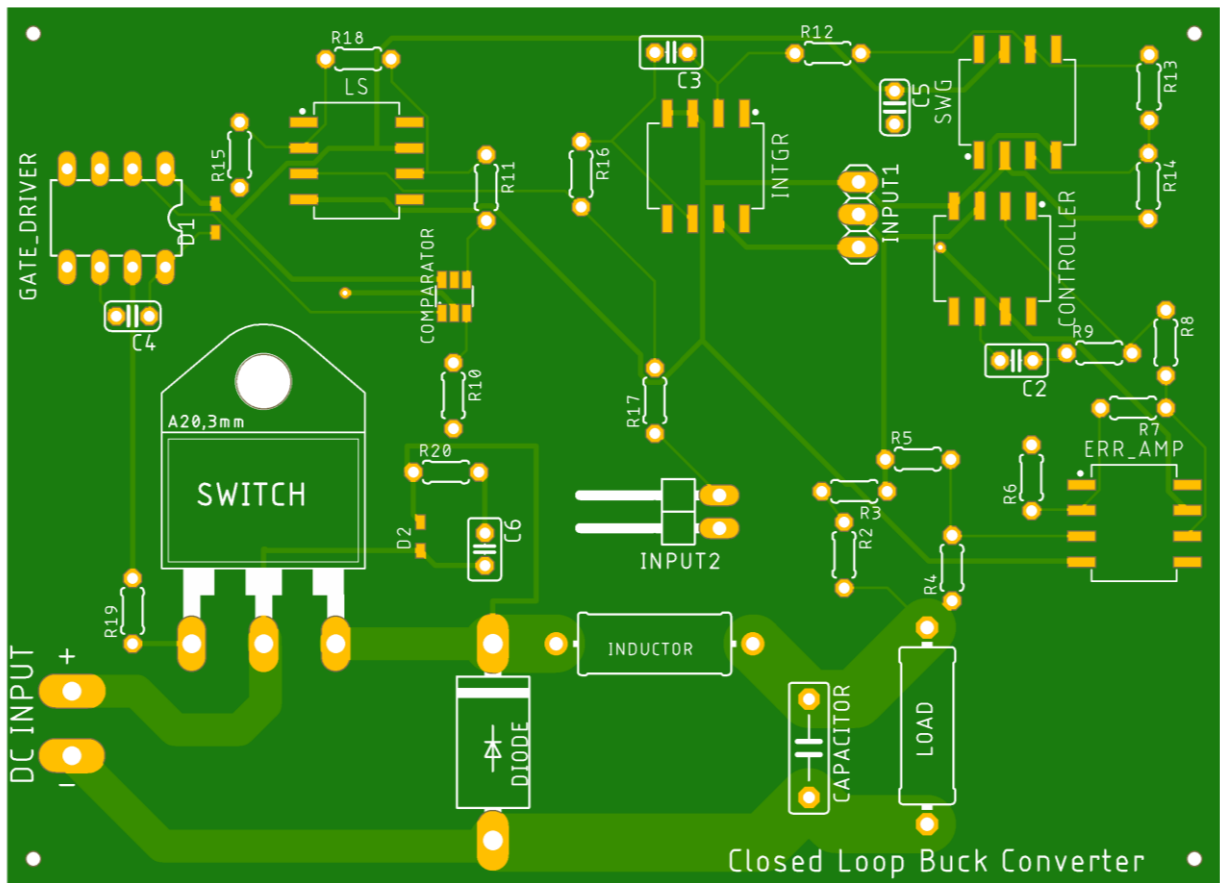 R18
LS
C3
R12
C5
SWG
R13
R15
R11
R16
INTGR
INPUT1
R14
GATE_DRIVER
D1
COMPARATOR
CONTROLLER
C4
R9
R8
C2
A20,3mm
R10
R17
R7
ERR_AMP
R20
R5
SWITCH
R6
R3
D2
C6
R2
INPUT2
R4
R19
INDUCTOR
DC INPUT
+
-
DIODE
CAPACITOR
LOAD
Closed Loop Buck Converter